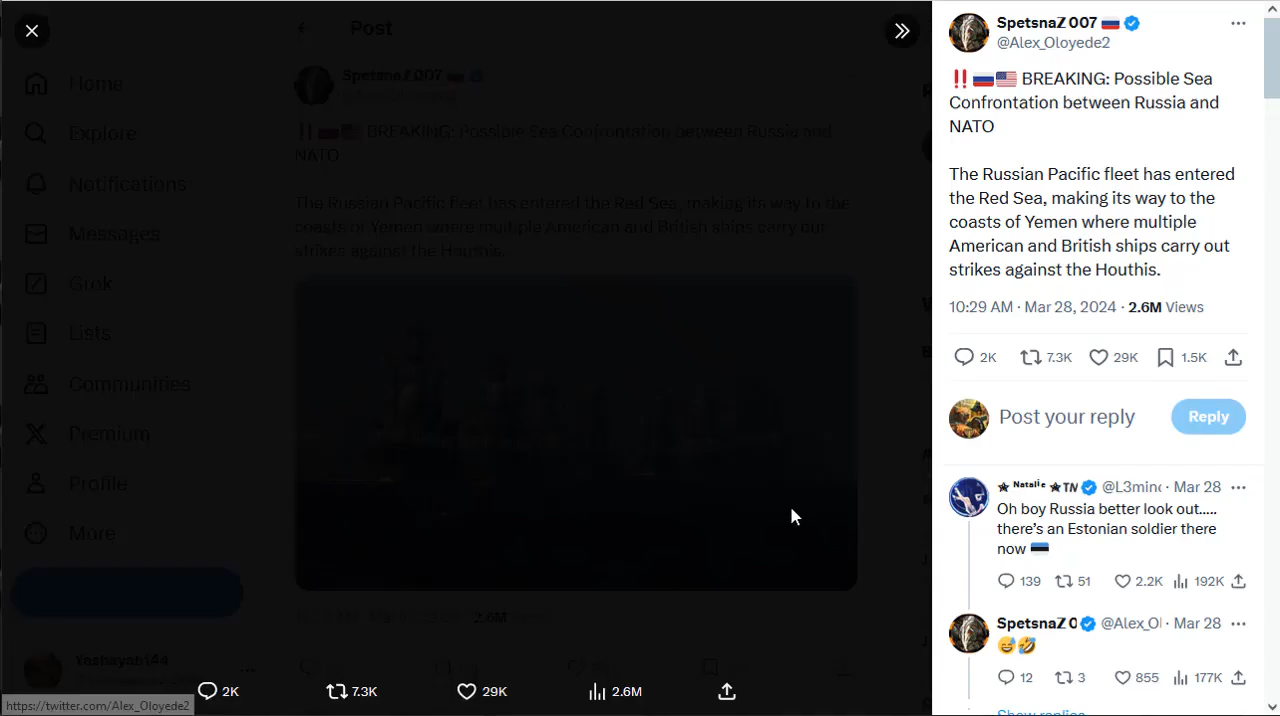 Post
Home
Explore
Notifications
Messages
Grok
Lists
Communities
Premium
Profile
More
SpetsnaZ 007
BREAKING: Possible Sea Confrontation between Russia and
NATO
The Russian Pacific fleet has entered the Red Sea, making its way to the
coasts of Yemen where multiple American and British ships carry out
strikes against the Houthis.
2.6M
Yoshayah144
2K
7.3K
29K
2.6M
https://twitter.com/Alex_Oloyede2
SpetsnaZ 007 🇷🇺
@Alex_Oloyede2
‼️🇷🇺🇺🇸 BREAKING: Possible Sea
Confrontation between Russia and
NATO
The Russian Pacific fleet has entered
the Red Sea, making its way to the
coasts of Yemen where multiple
American and British ships carry out
strikes against the Houthis.
10:29 AM · Mar 28, 2024 · 2.6M Views
2K 7.3K 29K 1.5K
Post your reply
Reply
★ ᴺᵃᵗᵃˡⁱᵉ ★TM @L3min · Mar 28
Oh boy Russia better look out.....
there's an Estonian soldier there
now 🇪🇪
139 51 2.2K 192K
SpetsnaZ 0 @Alex_Ol · Mar 28
😅🤣
12 3 855 177K
Show replies